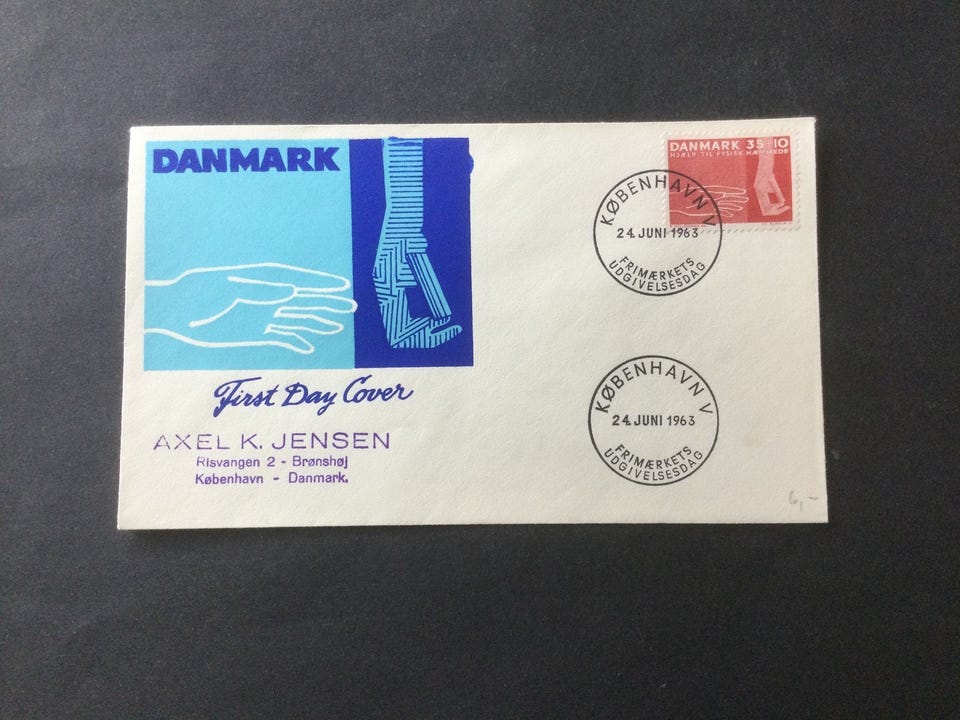 DANMARK
First Day Cover
AXEL K. JENSEN
Risvangen 2 - Brønshøj
København - Danmark.
DANMARK 35+10
HJÆLP TIL FYSISK HÆMMEDE
KØBENHAVN V
24. JUNI 1963
FRIMÆRKETS
UDGIVELSESDAG
KØBENHAVN V
24. JUNI 1963
FRIMÆRKETS
UDGIVELSESDAG
6,-